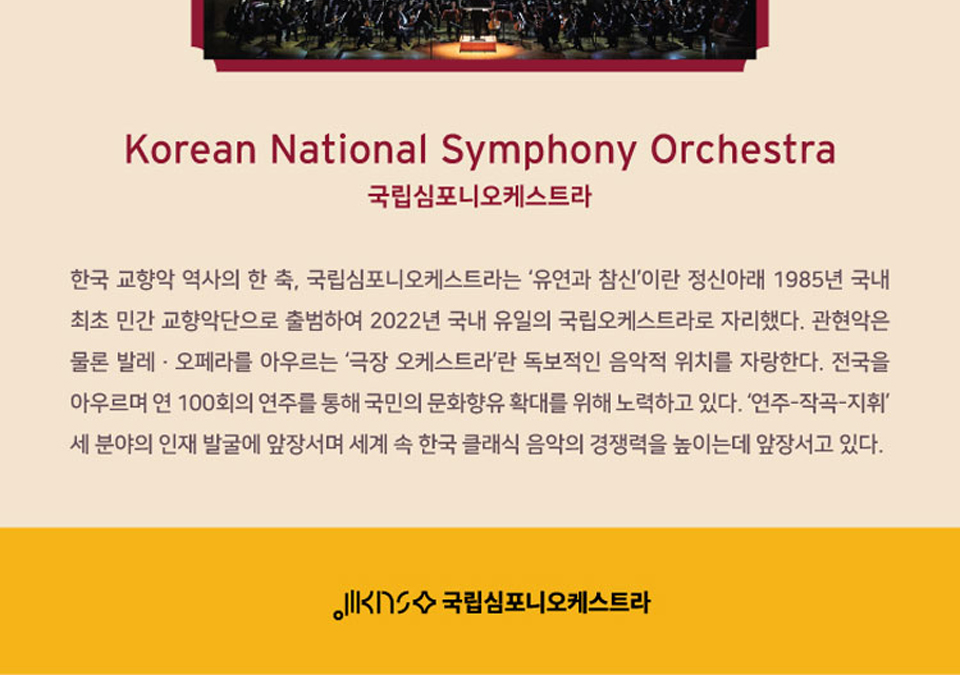 Korean National Symphony Orchestra
국립심포니오케스트라
한국 교향악 역사의 한 축, 국립심포니오케스트라는 ‘유연과 참신’이란 정신아래 1985년 국내
최초 민간 교향악단으로 출범하여 2022년 국내 유일의 국립오케스트라로 자리했다. 관현악은
물론 발레 · 오페라를 아우르는 ‘극장 오케스트라’란 독보적인 음악적 위치를 자랑한다. 전국을
아우르며 연 100회의 연주를 통해 국민의 문화향유 확대를 위해 노력하고 있다. ‘연주-작곡-지휘’
세 분야의 인재 발굴에 앞장서며 세계 속 한국 클래식 음악의 경쟁력을 높이는데 앞장서고 있다.
KNSO 국립심포니오케스트라